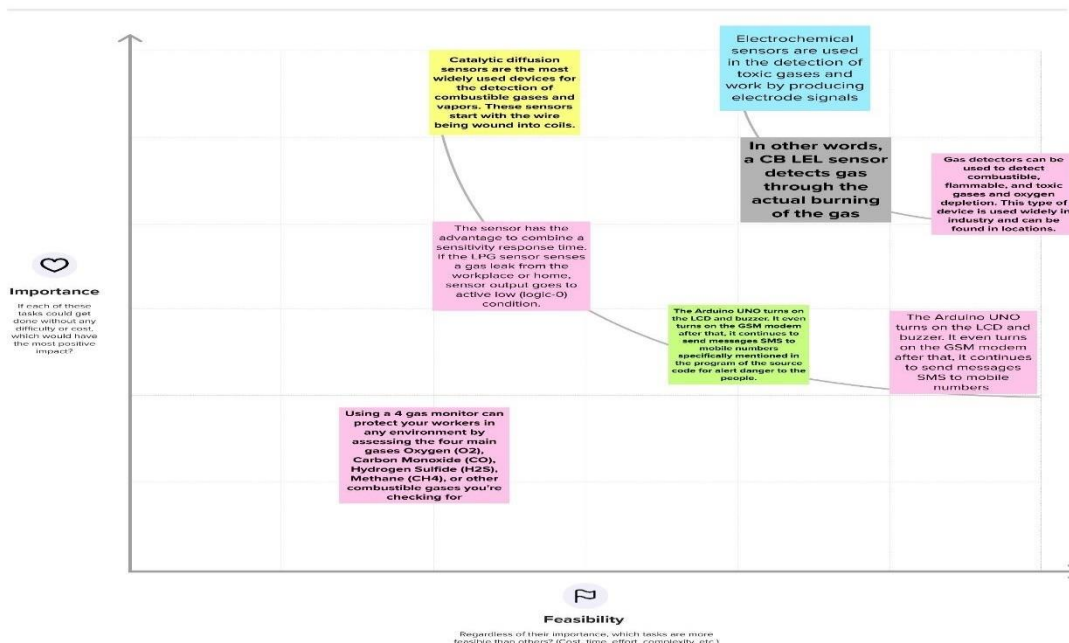 Catalytic diffusion
sensors are the most
widely used devices for
the detection of
combustible gases and
vapors. These sensors
start with the wire
being wound into coils.
Electrochemical
sensors are used
in the detection of
toxic gases and
work by producing
electrode signals
In other words,
a CB LEL sensor
detects gas
through the
actual burning
of the gas
Gas detectors can be
used to detect
combustible,
flammable, and toxic
gases and oxygen
depletion. This type of
device is used widely in
industry and can be
found in locations.
The sensor has the
advantage to combine a
sensitivity response time.
If the LPG sensor senses
a gas leak from the
workplace or home,
sensor output goes to
active low (logic-0)
condition.
Importance
If each of these
tasks could get
done without any
difficulty or cost,
which would have
the most positive
impact?
The Arduino UNO turns on
the LCD and buzzer. It even
turns on the GSM modem
after that, it continues to
send messages SMS to
mobile numbers
specifically mentioned in
the program of the source
code for alert danger to the
people.
The Arduino UNO
turns on the LCD and
buzzer. It even turns
on the GSM modem
after that, it continues
to send messages
SMS to mobile
numbers
Using a 4 gas monitor can
protect your workers in
any environment by
assessing the four main
gases Oxygen (O2),
Carbon Monoxide (CO),
Hydrogen Sulfide (H2S),
Methane (CH4), or other
combustible gases you're
checking for
Feasibility
Regardless of their importance, which tasks are more
feasible than others? (Cost, time, effort, complexity, etc.)